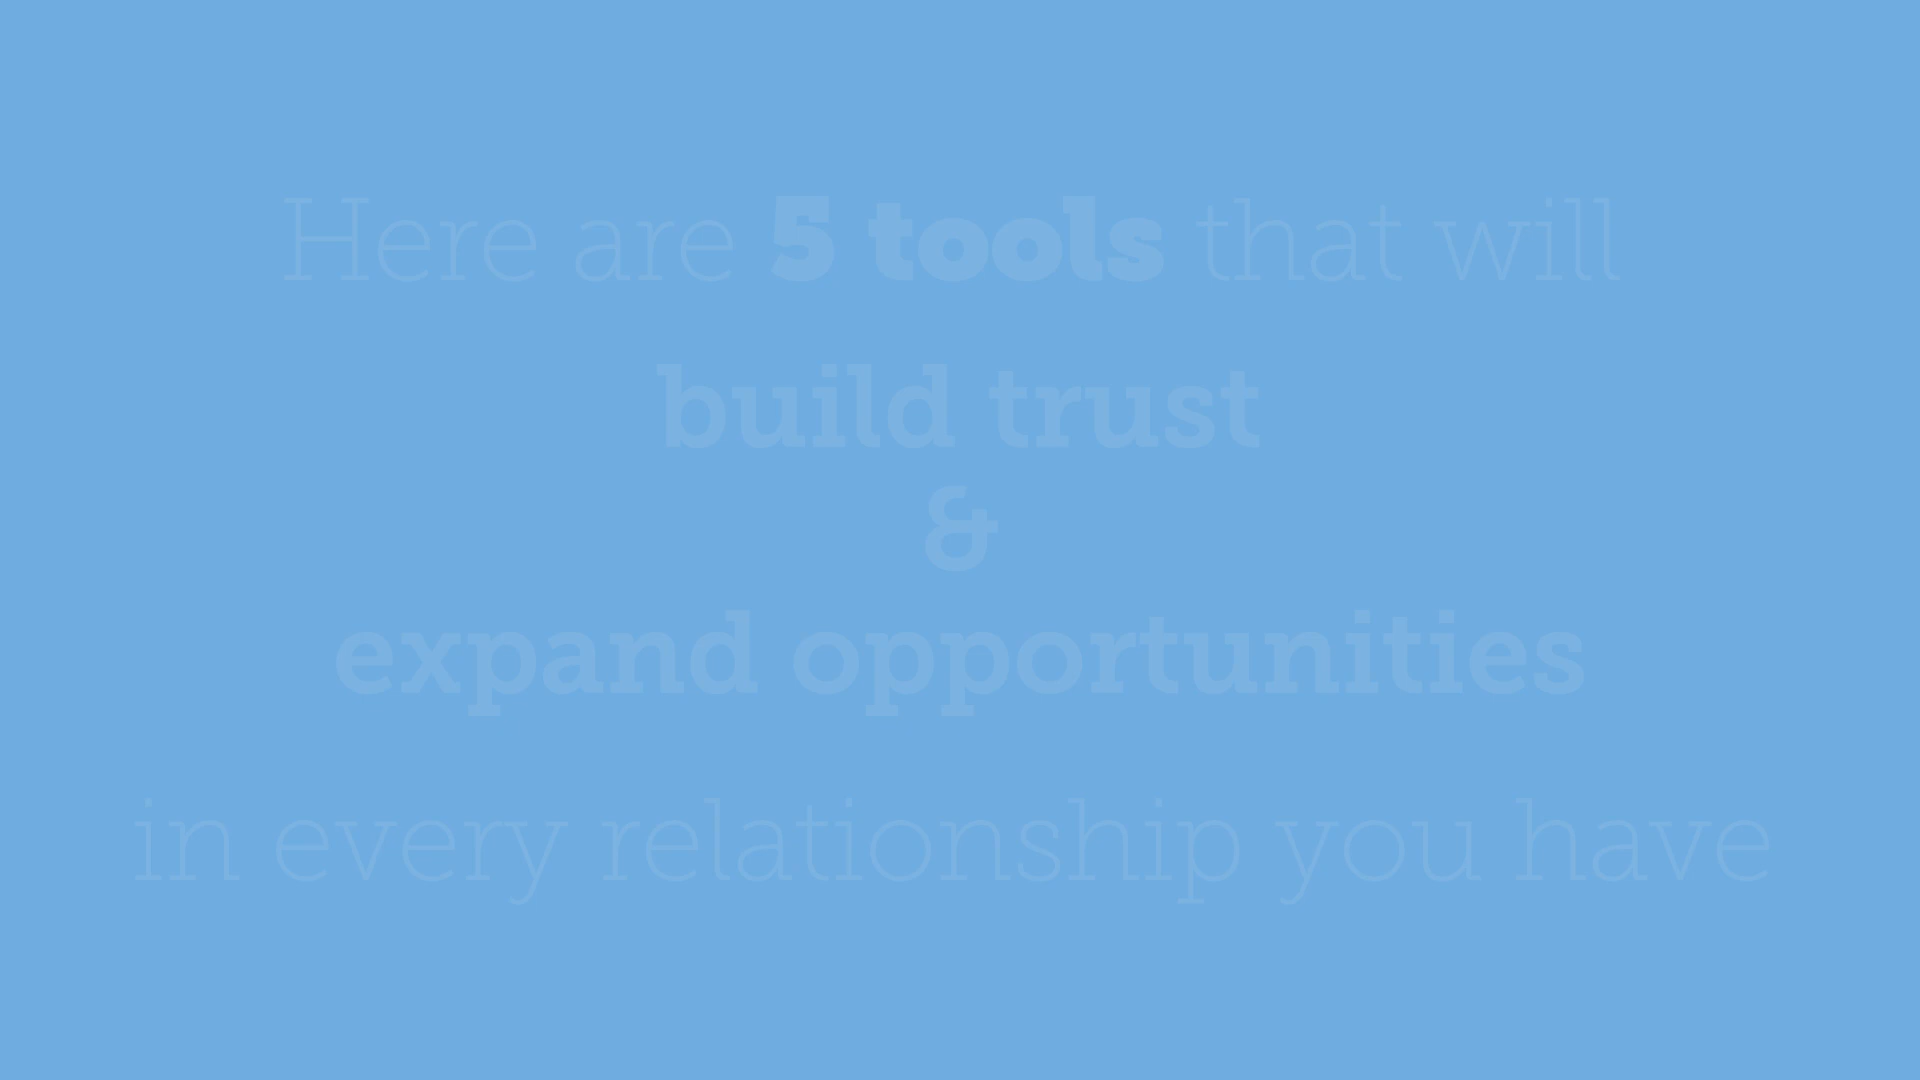 Here are 5 tools that will
build trust
&
expand opportunities
in every relationship you have